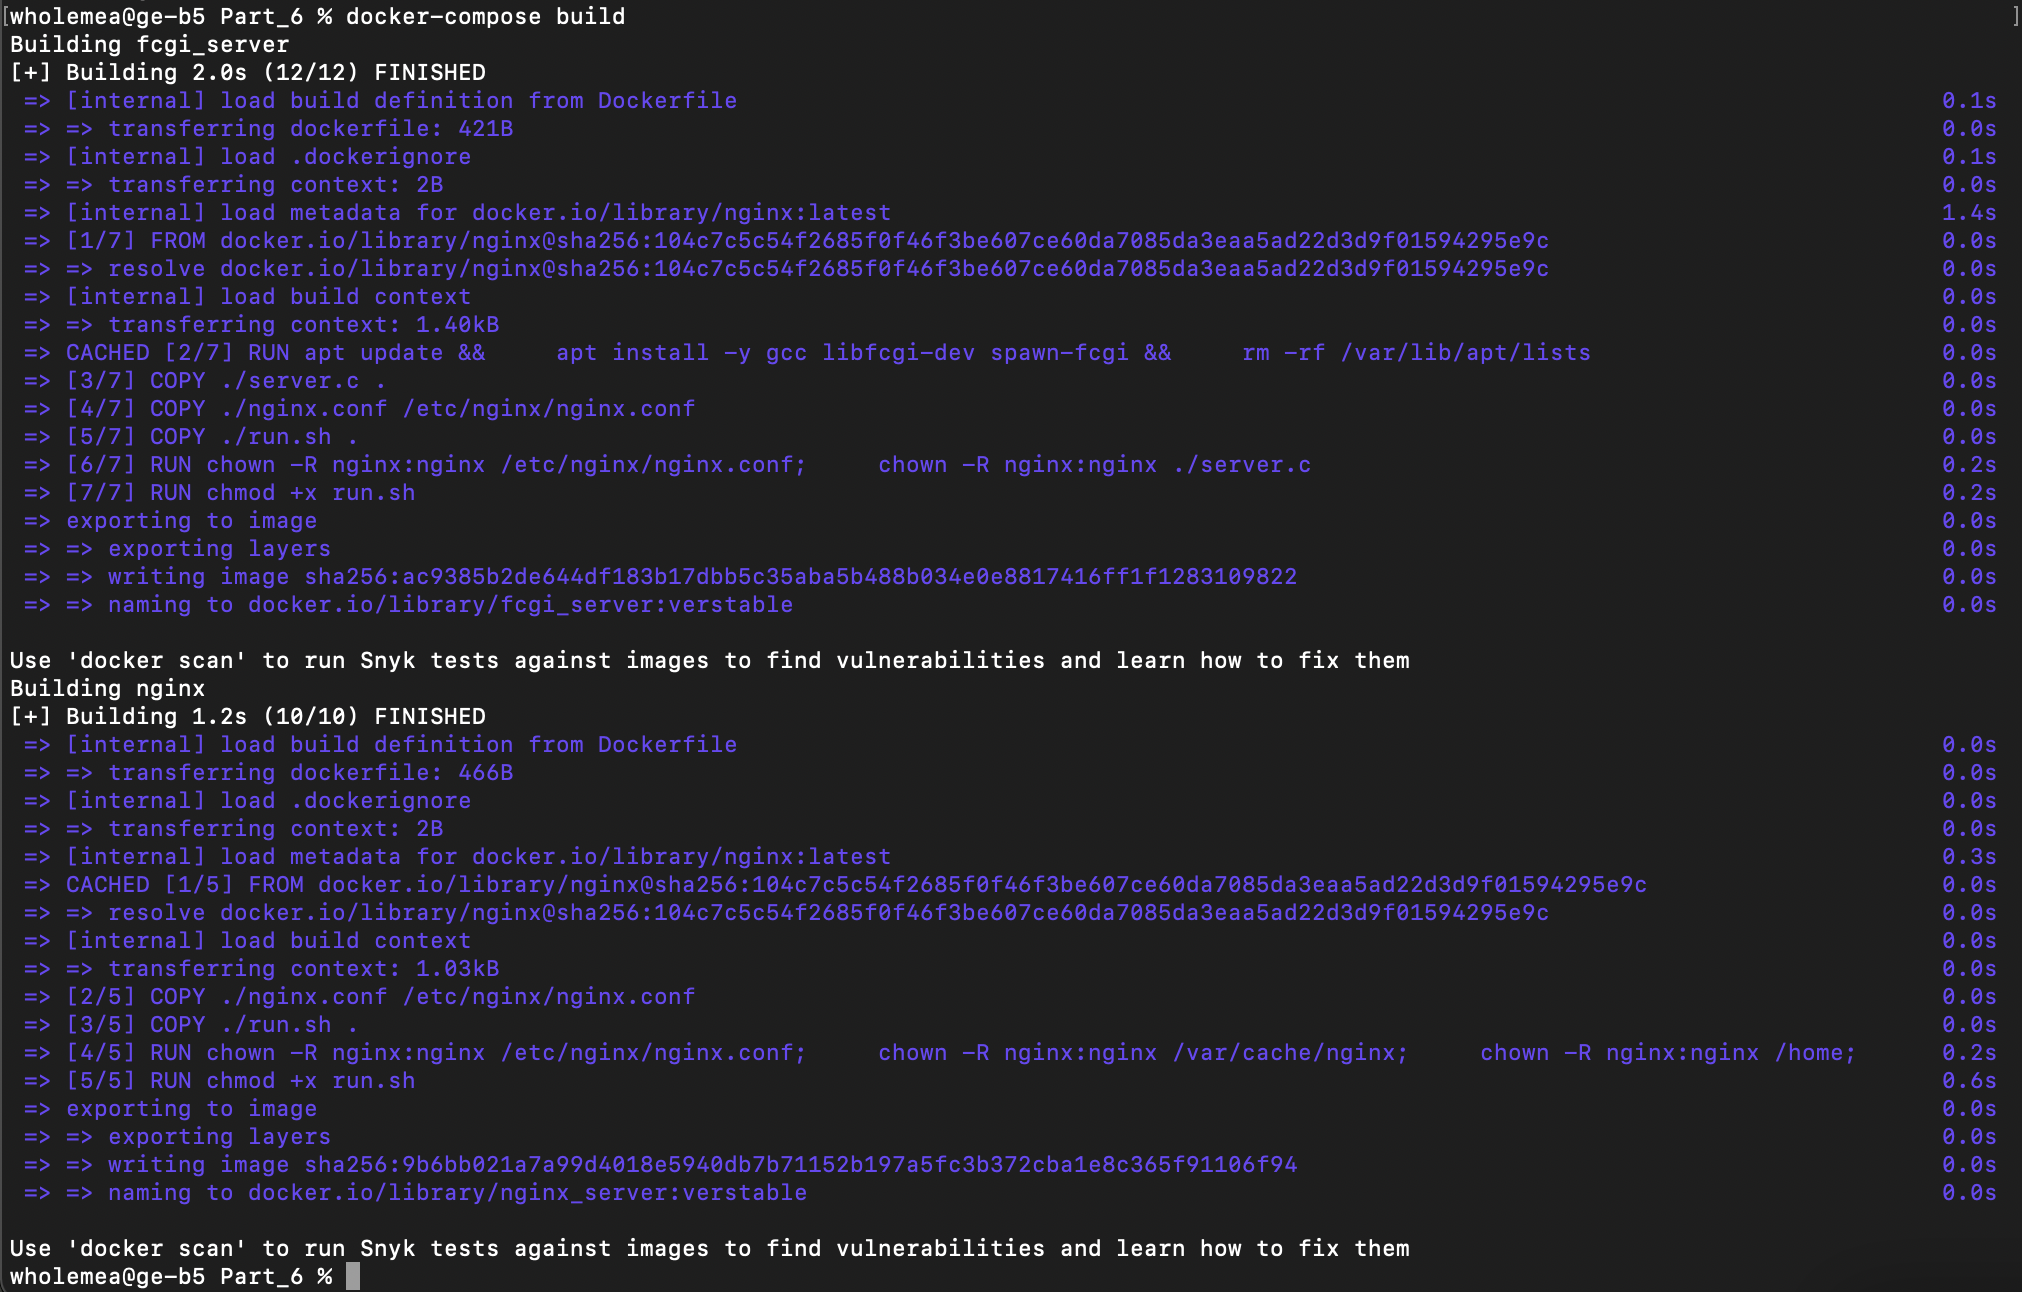 [wholemea@ge-b5 Part_6 % docker-compose build ]
Building fcgi_server
[+] Building 2.0s (12/12) FINISHED
=> [internal] load build definition from Dockerfile 0.1s
=> => transferring dockerfile: 421B 0.0s
=> [internal] load .dockerignore 0.1s
=> => transferring context: 2B 0.0s
=> [internal] load metadata for docker.io/library/nginx:latest 1.4s
=> [1/7] FROM docker.io/library/nginx@sha256:104c7c5c54f2685f0f46f3be607ce60da7085da3eaa5ad22d3d9f01594295e9c 0.0s
=> => resolve docker.io/library/nginx@sha256:104c7c5c54f2685f0f46f3be607ce60da7085da3eaa5ad22d3d9f01594295e9c 0.0s
=> [internal] load build context 0.0s
=> => transferring context: 1.40kB 0.0s
=> CACHED [2/7] RUN apt update && apt install -y gcc libfcgi-dev spawn-fcgi && rm -rf /var/lib/apt/lists 0.0s
=> [3/7] COPY ./server.c . 0.0s
=> [4/7] COPY ./nginx.conf /etc/nginx/nginx.conf 0.0s
=> [5/7] COPY ./run.sh . 0.0s
=> [6/7] RUN chown -R nginx:nginx /etc/nginx/nginx.conf; chown -R nginx:nginx ./server.c 0.2s
=> [7/7] RUN chmod +x run.sh 0.2s
=> exporting to image 0.0s
=> => exporting layers 0.0s
=> => writing image sha256:ac9385b2de644df183b17dbb5c35aba5b488b034e0e8817416ff1f1283109822 0.0s
=> => naming to docker.io/library/fcgi_server:verstable 0.0s
Use 'docker scan' to run Snyk tests against images to find vulnerabilities and learn how to fix them
Building nginx
[+] Building 1.2s (10/10) FINISHED
=> [internal] load build definition from Dockerfile 0.0s
=> => transferring dockerfile: 466B 0.0s
=> [internal] load .dockerignore 0.0s
=> => transferring context: 2B 0.0s
=> [internal] load metadata for docker.io/library/nginx:latest 0.3s
=> CACHED [1/5] FROM docker.io/library/nginx@sha256:104c7c5c54f2685f0f46f3be607ce60da7085da3eaa5ad22d3d9f01594295e9c 0.0s
=> => resolve docker.io/library/nginx@sha256:104c7c5c54f2685f0f46f3be607ce60da7085da3eaa5ad22d3d9f01594295e9c 0.0s
=> [internal] load build context 0.0s
=> => transferring context: 1.03kB 0.0s
=> [2/5] COPY ./nginx.conf /etc/nginx/nginx.conf 0.0s
=> [3/5] COPY ./run.sh . 0.0s
=> [4/5] RUN chown -R nginx:nginx /etc/nginx/nginx.conf; chown -R nginx:nginx /var/cache/nginx; chown -R nginx:nginx /home; 0.2s
=> [5/5] RUN chmod +x run.sh 0.6s
=> exporting to image 0.0s
=> => exporting layers 0.0s
=> => writing image sha256:9b6bb021a7a99d4018e5940db7b71152b197a5fc3b372cba1e8c365f91106f94 0.0s
=> => naming to docker.io/library/nginx_server:verstable 0.0s
Use 'docker scan' to run Snyk tests against images to find vulnerabilities and learn how to fix them
wholemea@ge-b5 Part_6 %